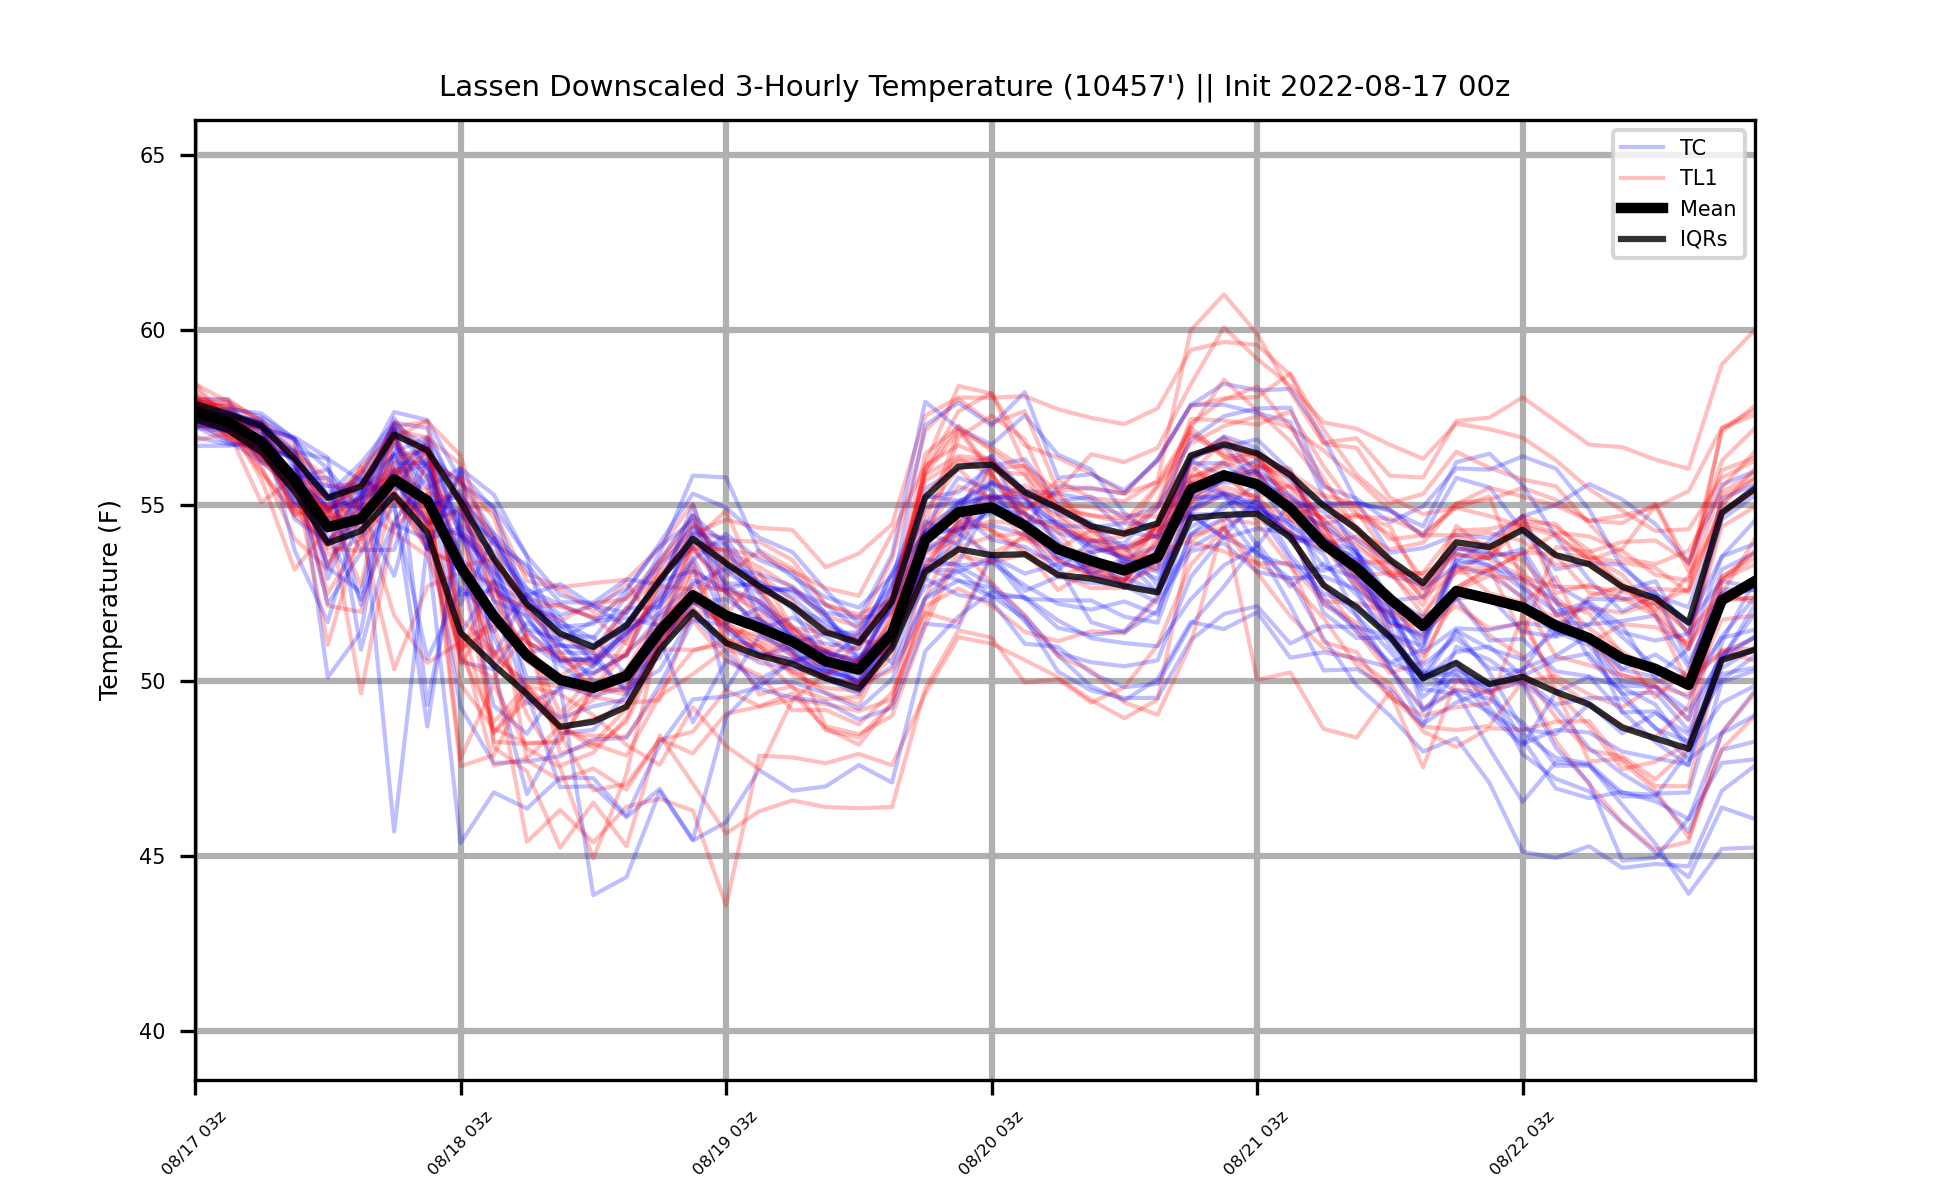 Lassen Downscaled 3-Hourly Temperature (10457') || Init 2022-08-17 00z
TC
TL1
Mean
IQRs
Temperature (F)
65
60
55
50
45
40
08/17 03z
08/18 03z
08/19 03z
08/20 03z
08/21 03z
08/22 03z